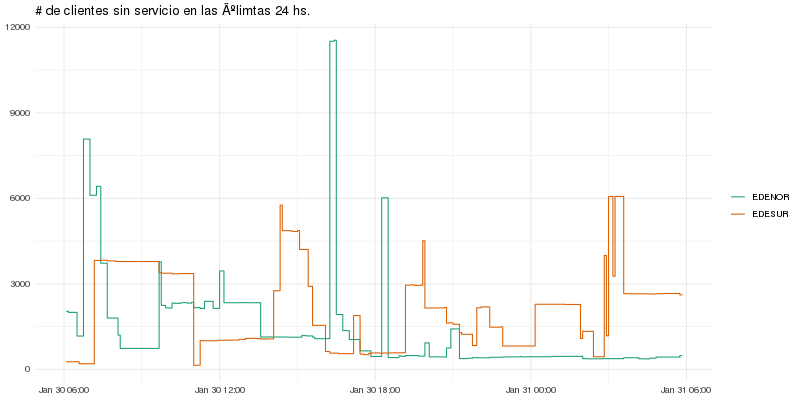 # de clientes sin servicio en las Ãºlimtas 24 hs.
12000
9000
6000
3000
0
Jan 30 06:00
Jan 30 12:00
Jan 30 18:00
Jan 31 00:00
Jan 31 06:00
EDENOR
EDESUR